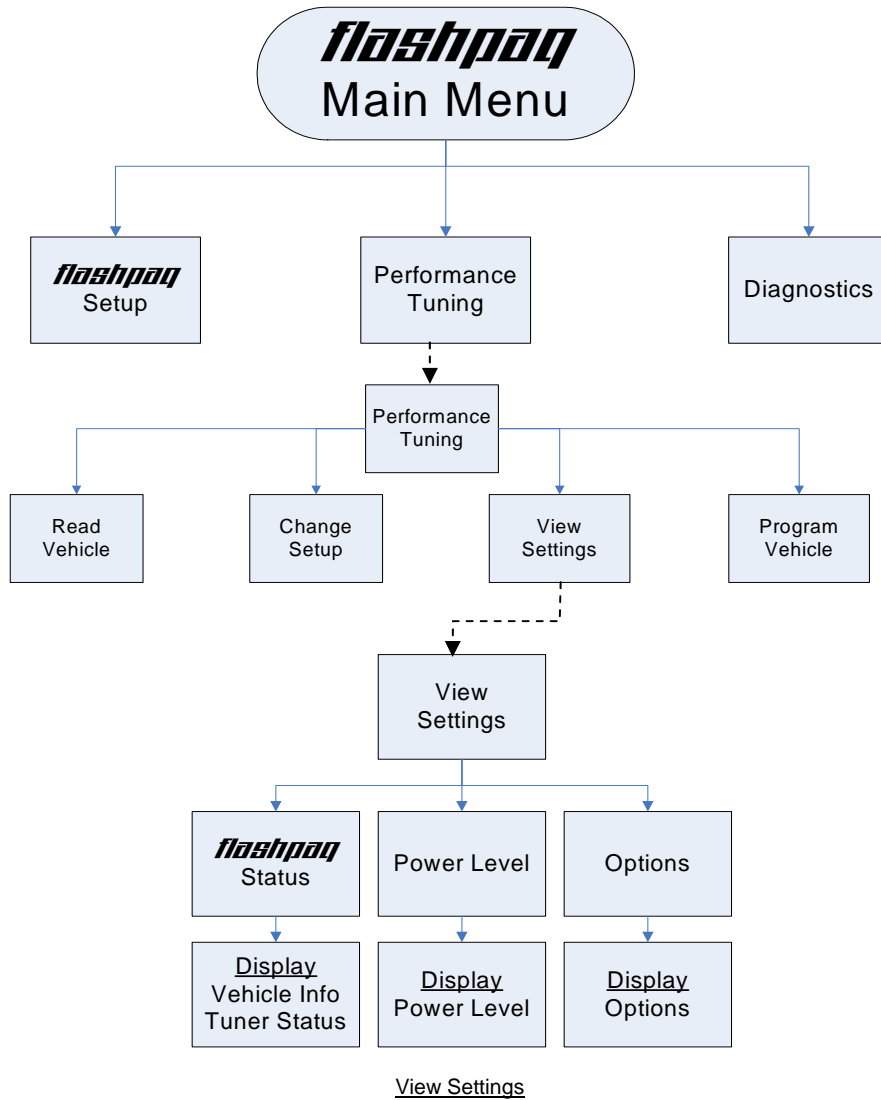 flashpaq
Main Menu
flashpaq
Setup
Performance
Tuning
Diagnostics
Performance
Tuning
Read
Vehicle
Change
Setup
View
Settings
Program
Vehicle
View
Settings
flashpaq
Status
Power Level
Options
Display
Vehicle Info
Tuner Status
Display
Power Level
Display
Options
View Settings